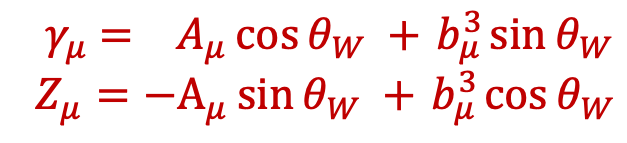 γ_μ = A_μ cos θ_W + b_μ^3 sin θ_W
Z_μ = −A_μ sin θ_W + b_μ^3 cos θ_W